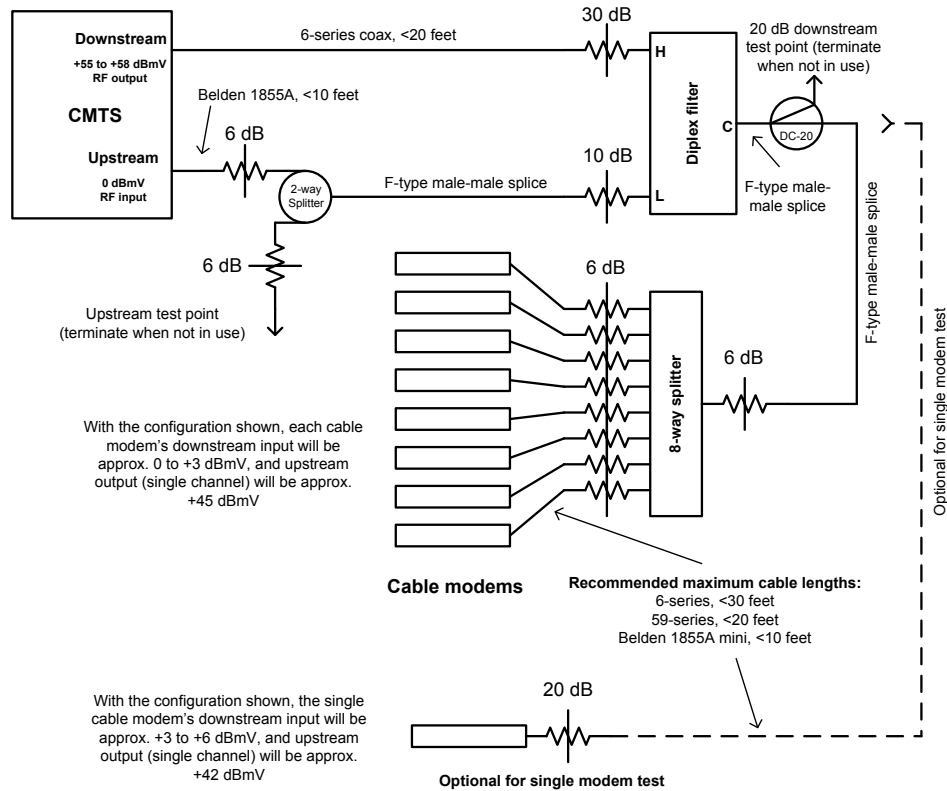 30 dB
20 dB downstream
test point (terminate
when not in use)
Downstream
+55 to +58 dBmV
RF output
6-series coax, <20 feet
H
CMTS
Belden 1855A, <10 feet
Diplex filter
C
DC-20
6 dB
Upstream
0 dBmV
RF input
2-way
Splitter
F-type male-male splice
10 dB
L
F-type male-
male splice
6 dB
Upstream test point
(terminate when not in use)
6 dB
8-way splitter
6 dB
F-type male-male splice
Optional for single modem test
With the configuration shown, each cable
modem's downstream input will be
approx. 0 to +3 dBmV, and upstream
output (single channel) will be approx.
+45 dBmV
Cable modems
Recommended maximum cable lengths:
6-series, <30 feet
59-series, <20 feet
Belden 1855A mini, <10 feet
With the configuration shown, the single
cable modem's downstream input will be
approx. +3 to +6 dBmV, and upstream
output (single channel) will be approx.
+42 dBmV
20 dB
Optional for single modem test